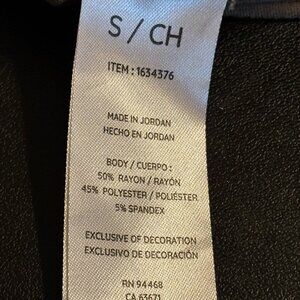 S / CH
ITEM : 1634376
MADE IN JORDAN
HECHO EN JORDAN
BODY / CUERPO :
50% RAYON / RAYÓN
45% POLYESTER / POLIÉSTER
5% SPANDEX
EXCLUSIVE OF DECORATION
EXCLUSIVO DE DECORACIÓN
RN 94468
CA 63671